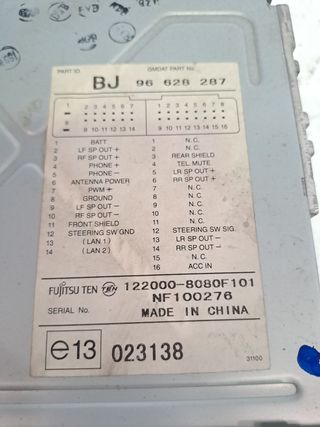 PART ID.
GMDAT PART No.
BJ 96 628 287
1 2 3 4 5 6 7
1 2 3 4 5 6 7 8
8 9 10 11 12 13 14
9 10 11 12 13 14 15 16
1 BATT
2 LF SP OUT +
3 RF SP OUT +
4 PHONE +
5 PHONE -
6 ANTENNA POWER
7 PWM +
8 GROUND
9 LF SP OUT -
10 RF SP OUT -
11 FRONT SHIELD
12 STEERING SW GND
13 ( LAN 1 )
14 ( LAN 2 )
1 N.C.
2 N.C.
3 REAR SHIELD
4 TEL MUTE
5 LR SP OUT+
6 RR SP OUT+
7 N.C.
8 N.C.
9 N.C.
10 N.C.
11 N.C.
12 STEERING SW SIG.
13 LR SP OUT-
14 RR SP OUT-
15 N.C.
16 ACC IN
FUJITSU TEN TEN 122000-8080F101
NF100276
SERIAL No. MADE IN CHINA
e13 023138
31100